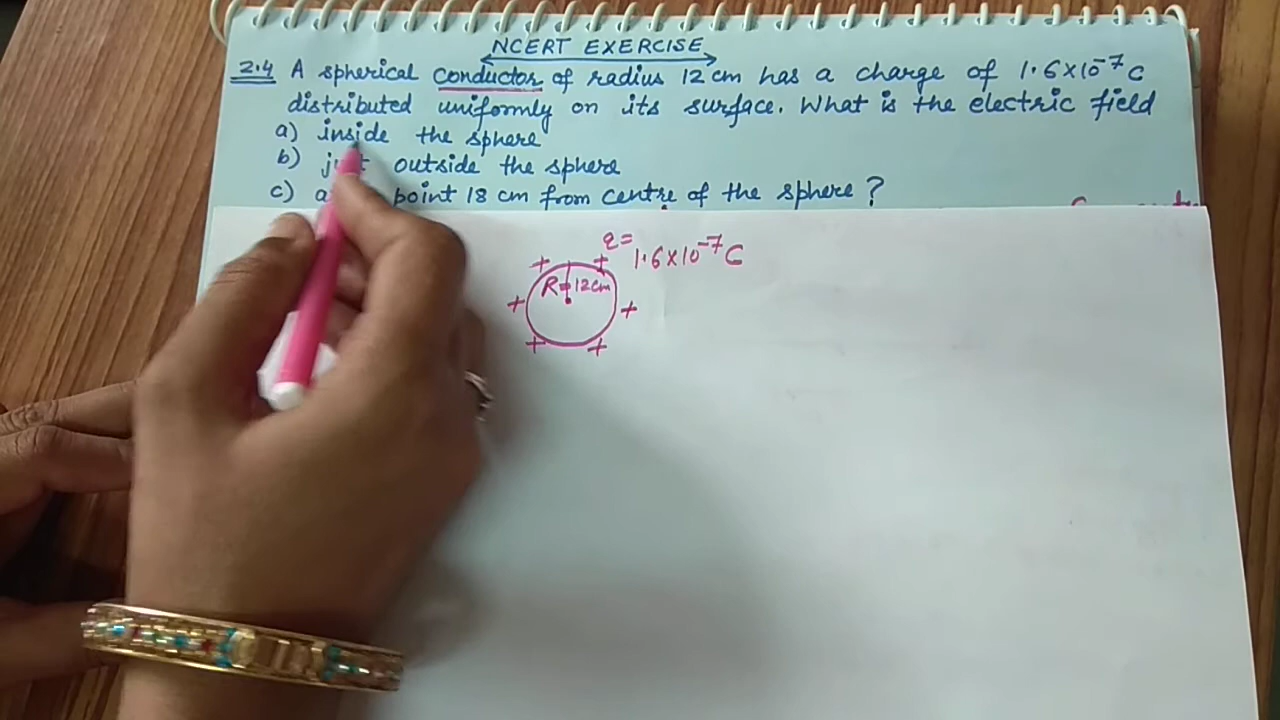 NCERT EXERCISE
2.4 A spherical conductor of radius 12 cm has a charge of 1.6×10⁻⁷ C
distributed uniformly on its surface. What is the electric field
a) inside the sphere
b) outside the sphere
c) point 18 cm from centre of the sphere ?
q = 1.6×10⁻⁷ C
+ +
R = 12cm
+ +
+ +